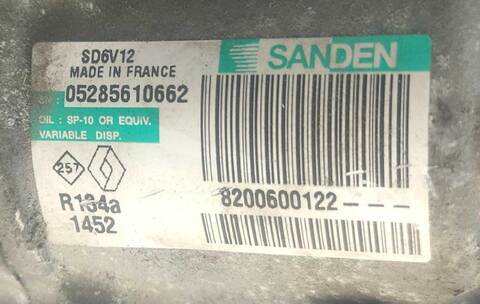 SD6V12
MADE IN FRANCE
SANDEN
05285610662
OIL : SP-10 OR EQUIV.
VARIABLE DISP.
257
R134a
1452
8200600122---